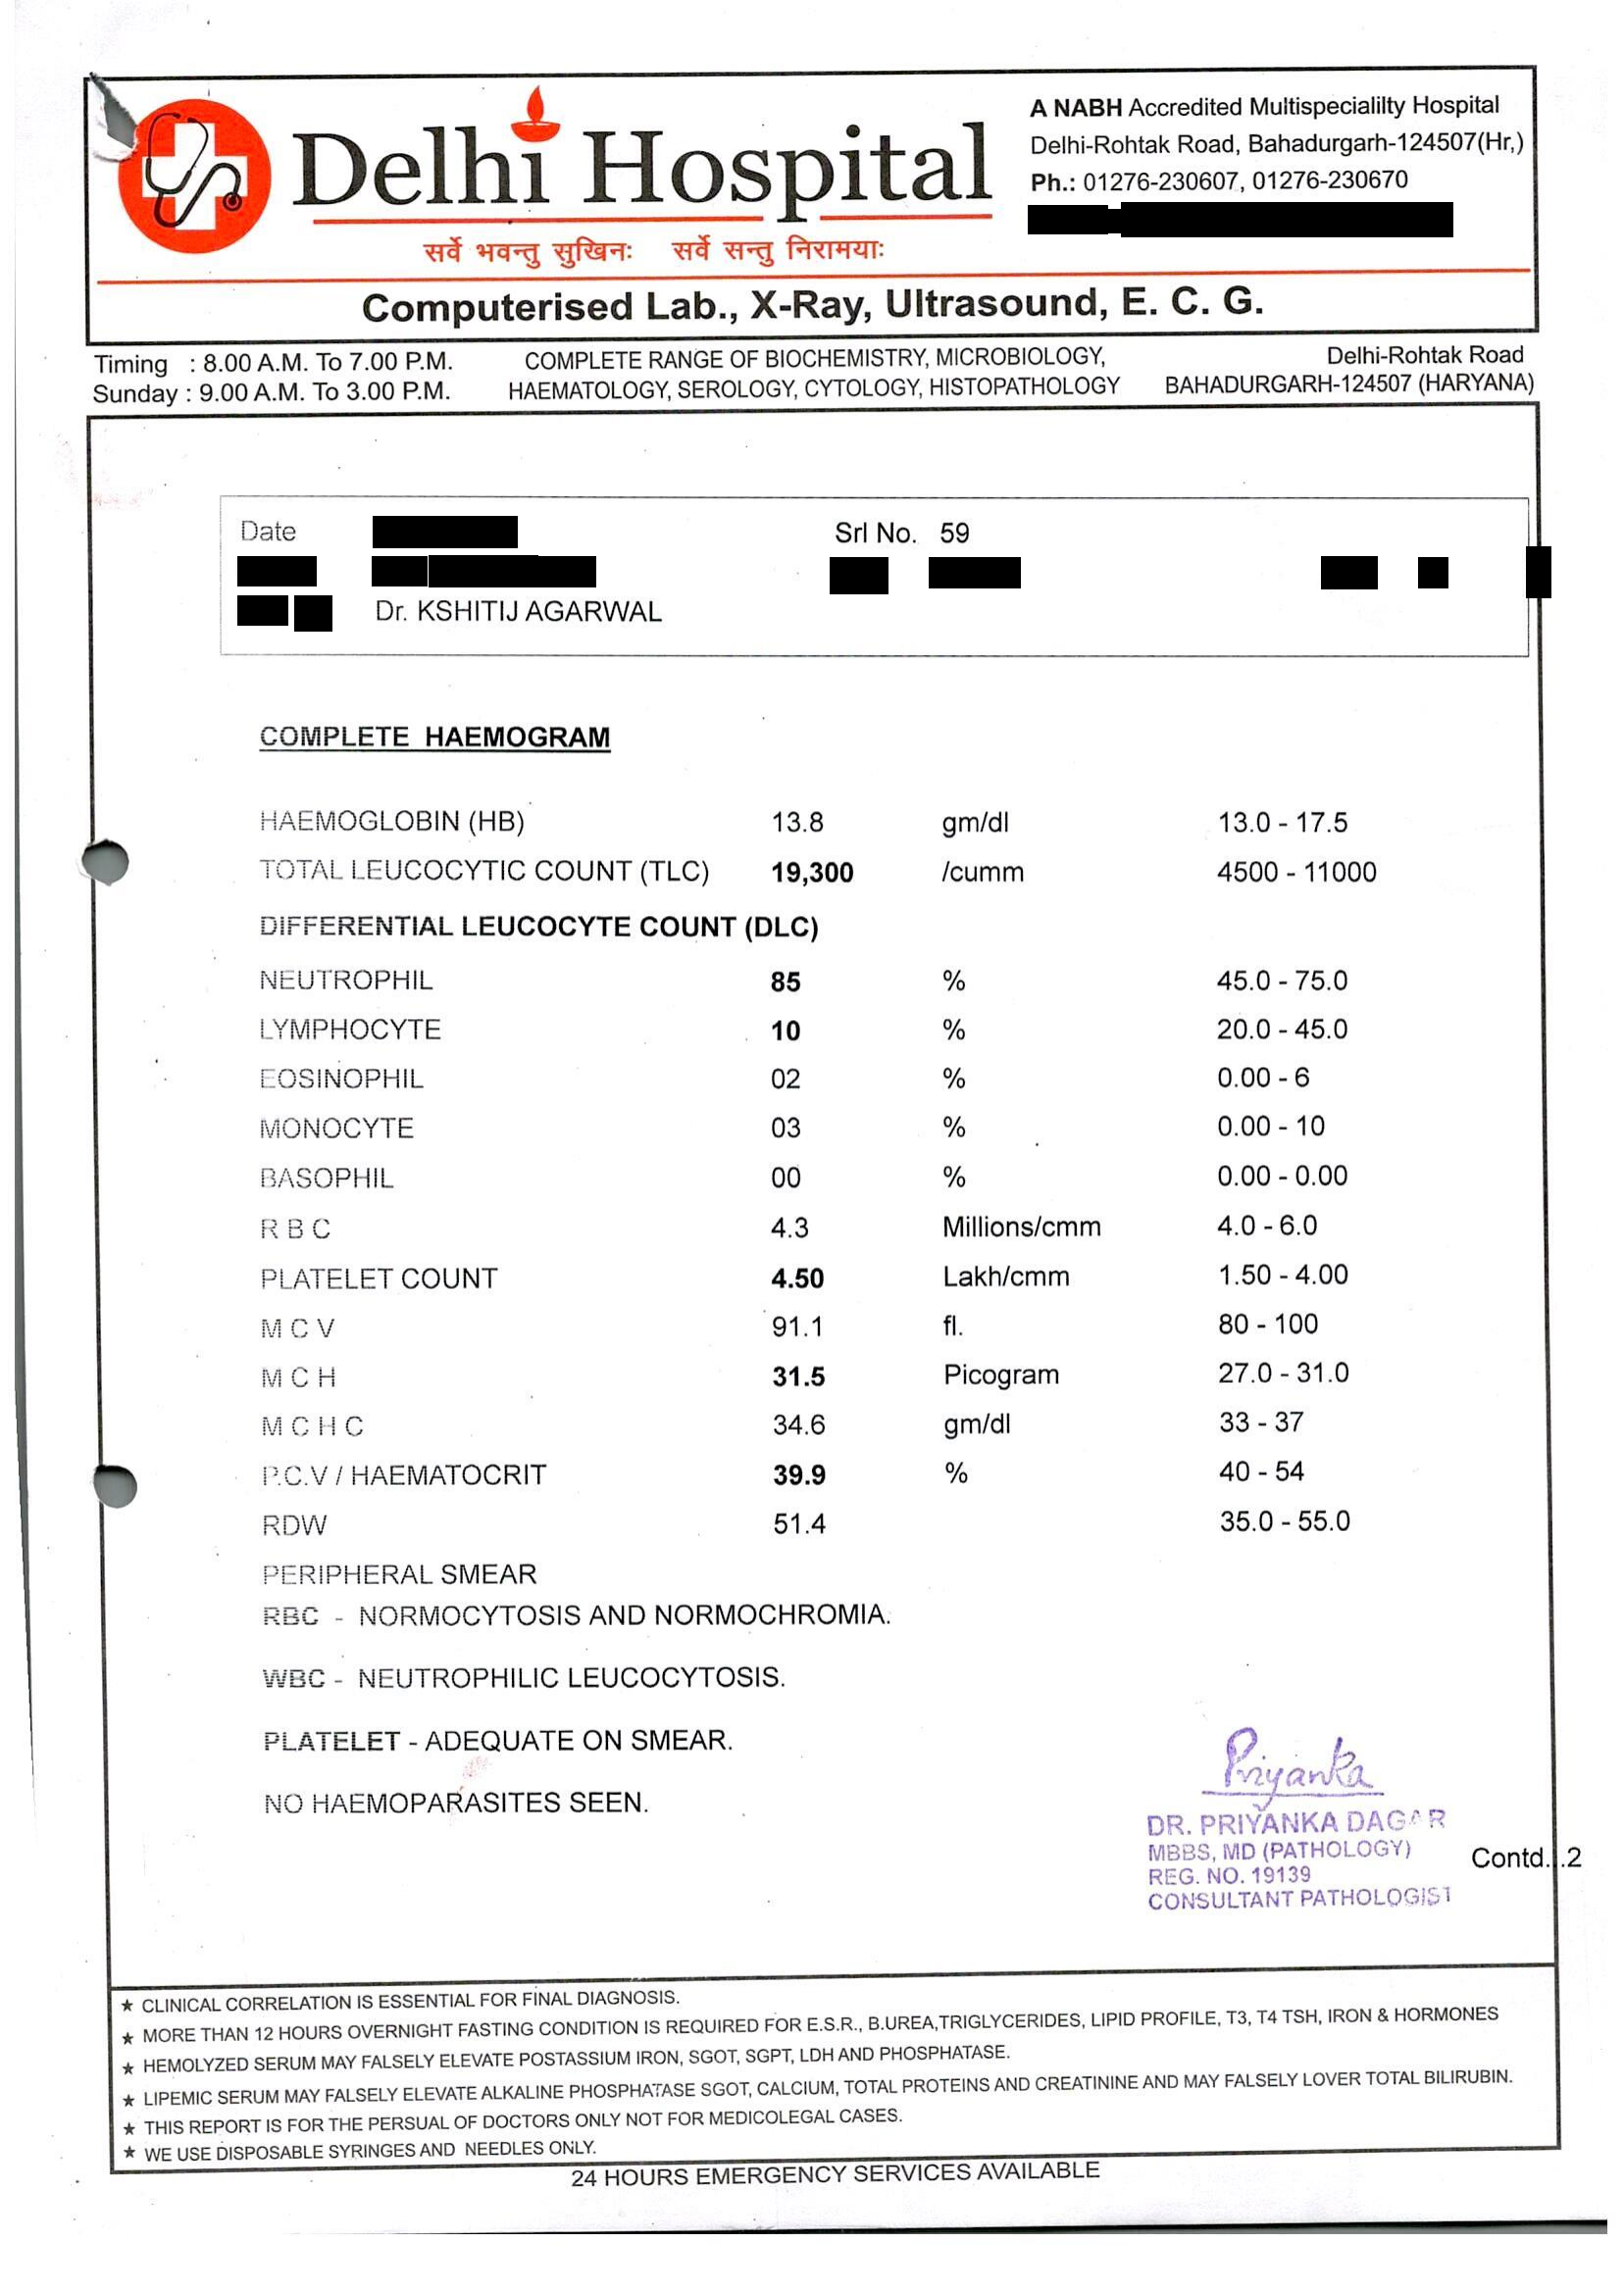 Delhi Hospital
सर्वे भवन्तु सुखिनः सर्वे सन्तु निरामयाः
A NABH Accredited Multispecialilty Hospital
Delhi-Rohtak Road, Bahadurgarh-124507(Hr,)
Ph.: 01276-230607, 01276-230670
Computerised Lab., X-Ray, Ultrasound, E. C. G.
Timing : 8.00 A.M. To 7.00 P.M. COMPLETE RANGE OF BIOCHEMISTRY, MICROBIOLOGY, Delhi-Rohtak Road
Sunday : 9.00 A.M. To 3.00 P.M. HAEMATOLOGY, SEROLOGY, CYTOLOGY, HISTOPATHOLOGY BAHADURGARH-124507 (HARYANA)
Date Srl No. 59
Dr. KSHITIJ AGARWAL
COMPLETE HAEMOGRAM
HAEMOGLOBIN (HB) 13.8 gm/dl 13.0 - 17.5
TOTAL LEUCOCYTIC COUNT (TLC) 19,300 /cumm 4500 - 11000
DIFFERENTIAL LEUCOCYTE COUNT (DLC)
NEUTROPHIL 85 % 45.0 - 75.0
LYMPHOCYTE 10 % 20.0 - 45.0
EOSINOPHIL 02 % 0.00 - 6
MONOCYTE 03 % 0.00 - 10
BASOPHIL 00 % 0.00 - 0.00
R B C 4.3 Millions/cmm 4.0 - 6.0
PLATELET COUNT 4.50 Lakh/cmm 1.50 - 4.00
M C V 91.1 fl. 80 - 100
M C H 31.5 Picogram 27.0 - 31.0
M C H C 34.6 gm/dl 33 - 37
P.C.V / HAEMATOCRIT 39.9 % 40 - 54
RDW 51.4 35.0 - 55.0
PERIPHERAL SMEAR
RBC - NORMOCYTOSIS AND NORMOCHROMIA.
WBC - NEUTROPHILIC LEUCOCYTOSIS.
PLATELET - ADEQUATE ON SMEAR.
NO HAEMOPARASITES SEEN.
Priyanka
DR. PRIYANKA DAGAR
MBBS, MD (PATHOLOGY)
REG. NO. 19139
CONSULTANT PATHOLOGIST
Contd...2
★ CLINICAL CORRELATION IS ESSENTIAL FOR FINAL DIAGNOSIS.
★ MORE THAN 12 HOURS OVERNIGHT FASTING CONDITION IS REQUIRED FOR E.S.R., B.UREA,TRIGLYCERIDES, LIPID PROFILE, T3, T4 TSH, IRON & HORMONES
★ HEMOLYZED SERUM MAY FALSELY ELEVATE POSTASSIUM IRON, SGOT, SGPT, LDH AND PHOSPHATASE.
★ LIPEMIC SERUM MAY FALSELY ELEVATE ALKALINE PHOSPHATASE SGOT, CALCIUM, TOTAL PROTEINS AND CREATININE AND MAY FALSELY LOVER TOTAL BILIRUBIN.
★ THIS REPORT IS FOR THE PERSUAL OF DOCTORS ONLY NOT FOR MEDICOLEGAL CASES.
★ WE USE DISPOSABLE SYRINGES AND NEEDLES ONLY.
24 HOURS EMERGENCY SERVICES AVAILABLE